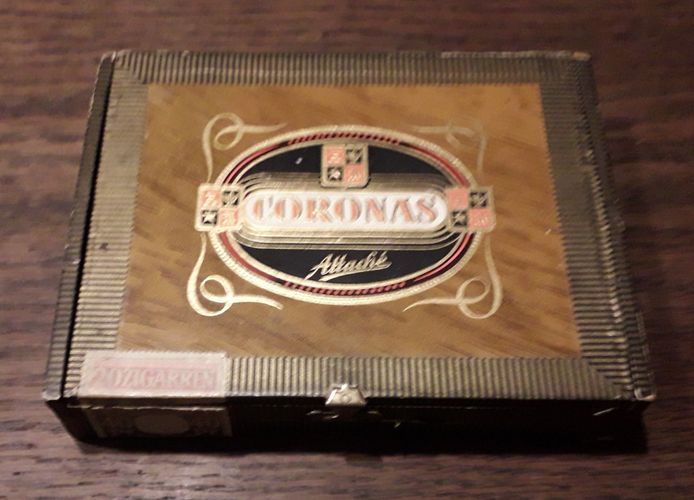 CORONAS
Attaché
20 ZIGARREN